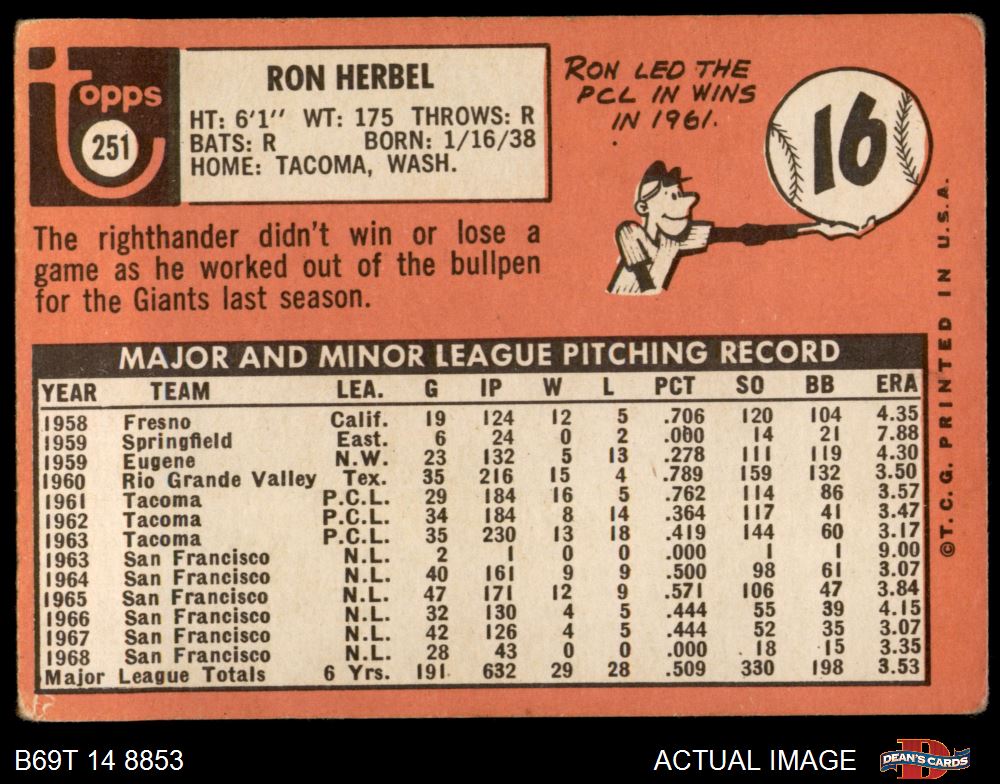 Topps
251
RON HERBEL
HT: 6'1" WT: 175 THROWS: R
BATS: R BORN: 1/16/38
HOME: TACOMA, WASH.
RON LED THE
PCL IN WINS
IN 1961.
16
The righthander didn't win or lose a
game as he worked out of the bullpen
for the Giants last season.
MAJOR AND MINOR LEAGUE PITCHING RECORD
YEAR TEAM LEA. G IP W L PCT SO BB ERA
1958 Fresno Calif. 19 124 12 5 .706 120 104 4.35
1959 Springfield East. 6 24 0 2 .000 14 21 7.88
1959 Eugene N.W. 23 132 5 13 .278 111 119 4.30
1960 Rio Grande Valley Tex. 35 216 15 4 .789 159 132 3.50
1961 Tacoma P.C.L. 29 184 16 5 .762 114 86 3.57
1962 Tacoma P.C.L. 34 184 8 14 .364 117 41 3.47
1963 Tacoma P.C.L. 35 230 13 18 .419 144 60 3.17
1963 San Francisco N.L. 2 1 0 0 .000 1 1 9.00
1964 San Francisco N.L. 40 161 9 9 .500 98 61 3.07
1965 San Francisco N.L. 47 171 12 9 .571 106 47 3.84
1966 San Francisco N.L. 32 130 4 5 .444 55 39 4.15
1967 San Francisco N.L. 42 126 4 5 .444 52 35 3.07
1968 San Francisco N.L. 28 43 0 0 .000 18 15 3.35
Major League Totals 6 Yrs. 191 632 29 28 .509 330 198 3.53
©T.C.G. PRINTED IN U.S.A.
B69T 14 8853
ACTUAL IMAGE
DEAN'S CARDS